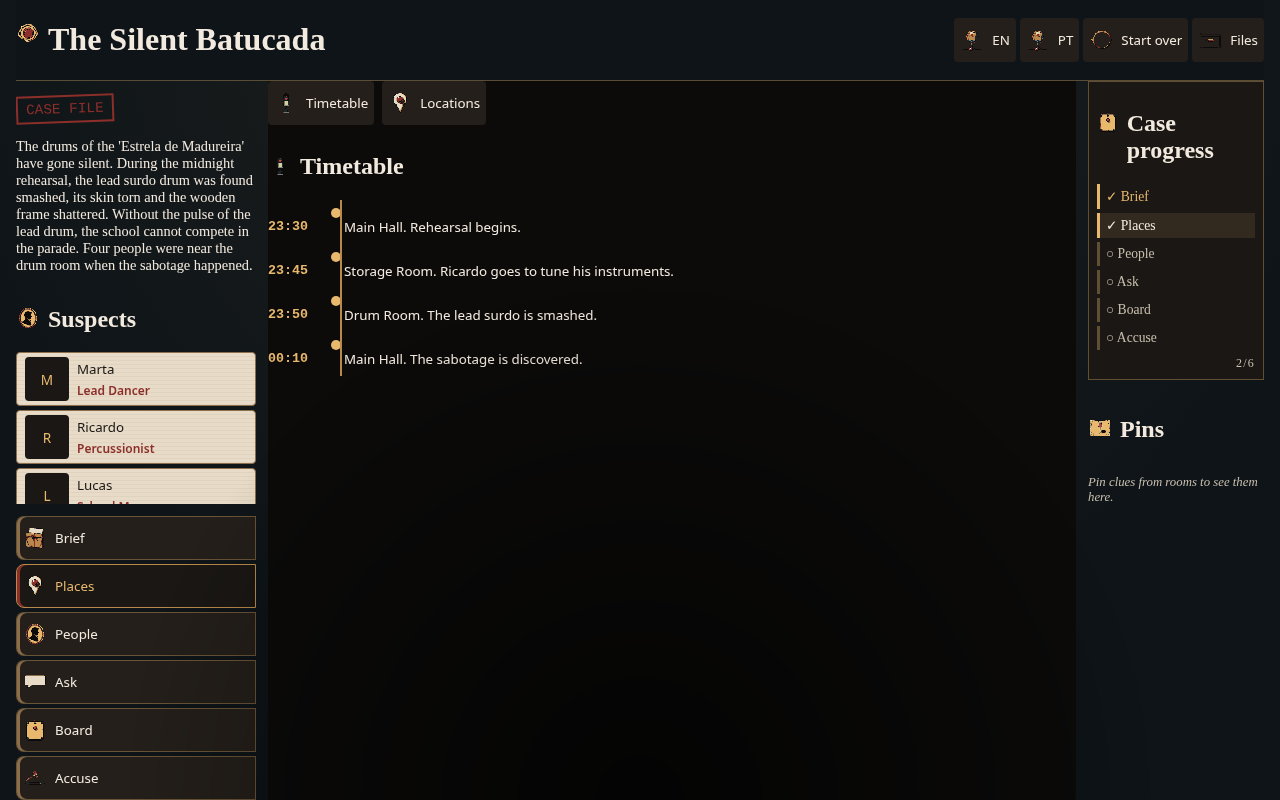 The Silent Batucada
EN
PT
Start over
Files
CASE FILE
The drums of the 'Estrela de Madureira'
have gone silent. During the midnight
rehearsal, the lead surdo drum was found
smashed, its skin torn and the wooden
frame shattered. Without the pulse of the
lead drum, the school cannot compete in
the parade. Four people were near the
drum room when the sabotage happened.
Suspects
M
Marta
Lead Dancer
R
Ricardo
Percussionist
L
Lucas
Brief
Places
People
Ask
Board
Accuse
Timetable
Locations
Timetable
23:30 Main Hall. Rehearsal begins.
23:45 Storage Room. Ricardo goes to tune his instruments.
23:50 Drum Room. The lead surdo is smashed.
00:10 Main Hall. The sabotage is discovered.
Case
progress
✓ Brief
✓ Places
○ People
○ Ask
○ Board
○ Accuse
2/6
Pins
Pin clues from rooms to see them
here.